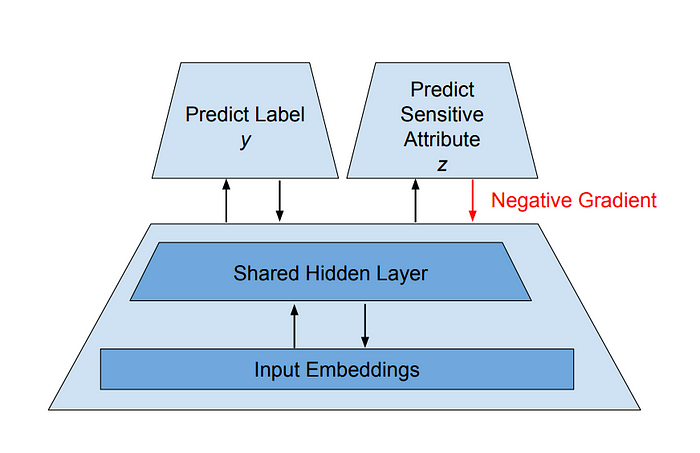 Predict Label
y
Predict
Sensitive
Attribute
z
Negative Gradient
Shared Hidden Layer
Input Embeddings